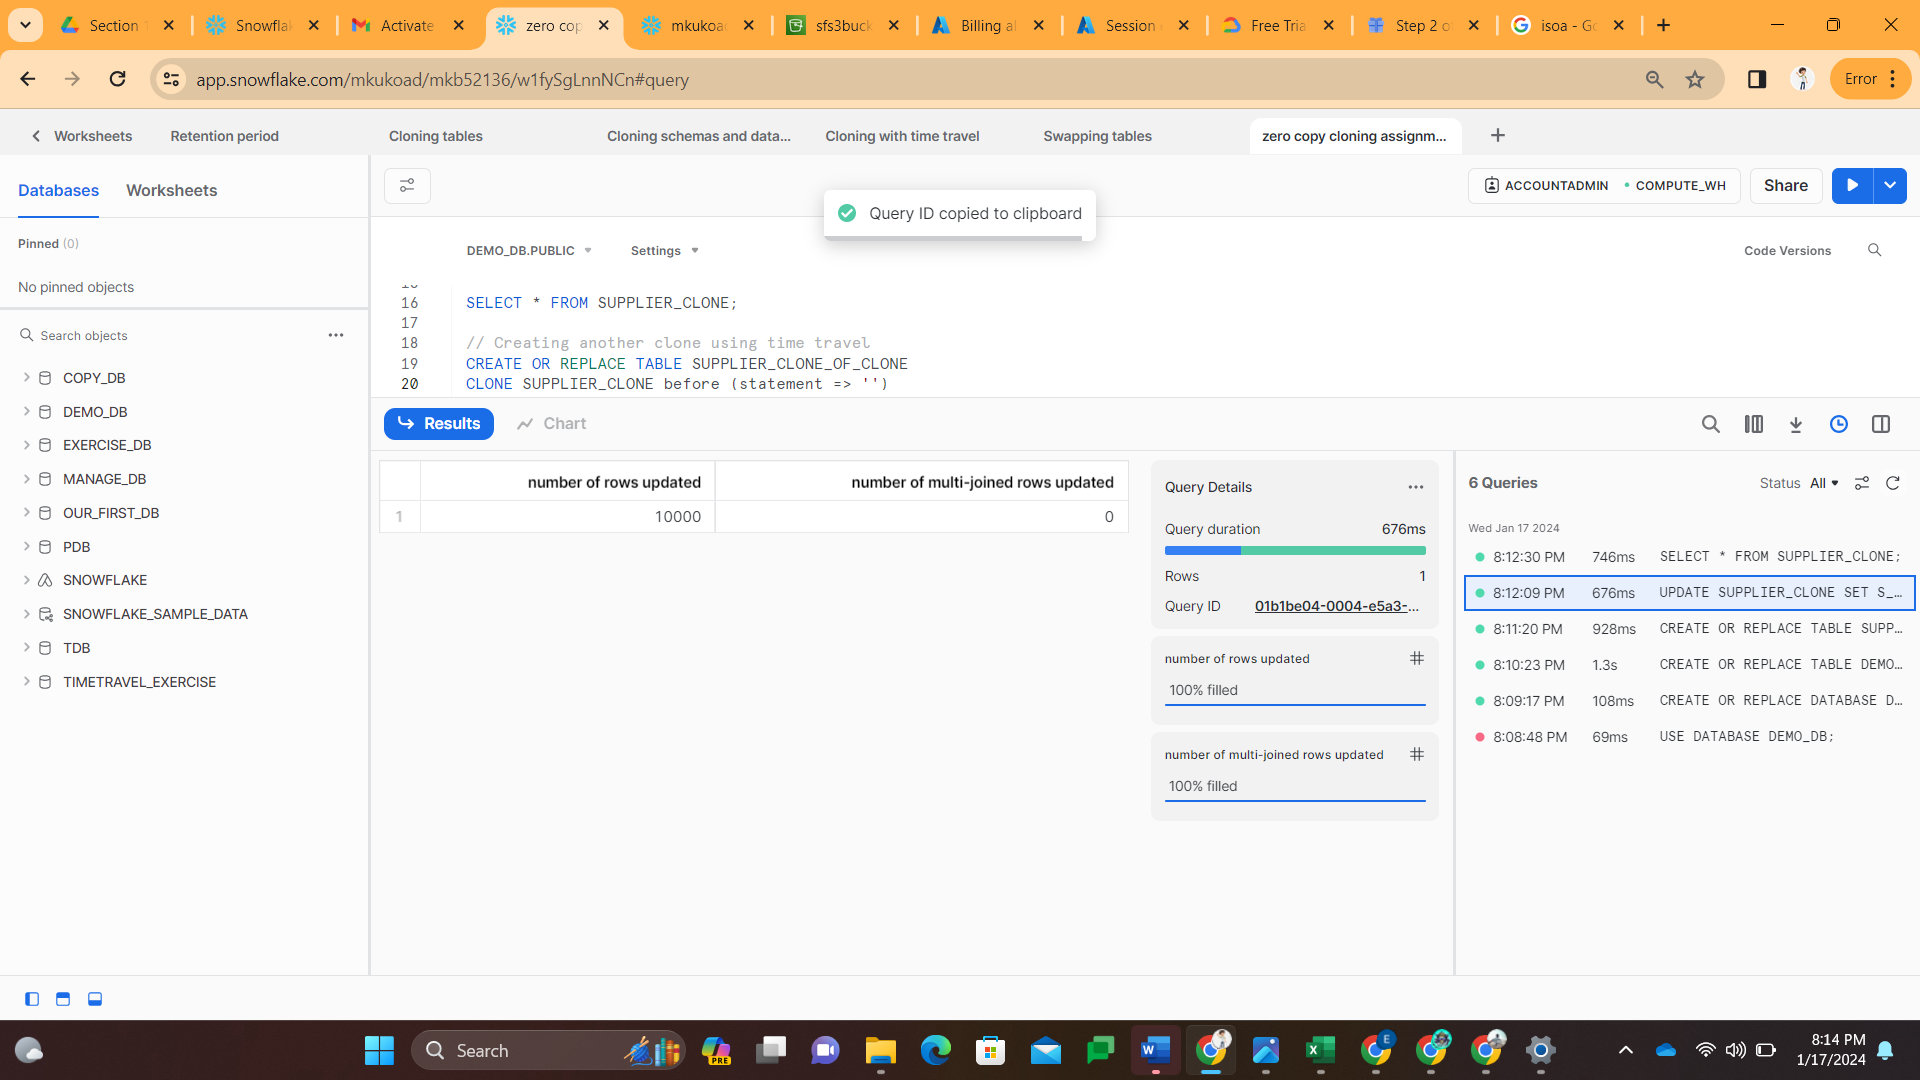 Section 1
Snowflak
Activate
zero cop
mkukoad
sfs3buck
Billing al
Session
Free Tria
Step 2 o
isoa - Go
app.snowflake.com/mkukoad/mkb52136/w1fySgLnnNCn#query
Error
Worksheets
Retention period
Cloning tables
Cloning schemas and data...
Cloning with time travel
Swapping tables
zero copy cloning assignm...
Databases
Worksheets
ACCOUNTADMIN
COMPUTE_WH
Share
Query ID copied to clipboard
Pinned (0)
No pinned objects
DEMO_DB.PUBLIC
Settings
Code Versions
Search objects
COPY_DB
DEMO_DB
EXERCISE_DB
MANAGE_DB
OUR_FIRST_DB
PDB
SNOWFLAKE
SNOWFLAKE_SAMPLE_DATA
TDB
TIMETRAVEL_EXERCISE
16 SELECT * FROM SUPPLIER_CLONE;
17
18 // Creating another clone using time travel
19 CREATE OR REPLACE TABLE SUPPLIER_CLONE_OF_CLONE
20 CLONE SUPPLIER_CLONE before (statement => '')
Results
Chart
number of rows updated
number of multi-joined rows updated
1 10000 0
Query Details
...
Query duration 676ms
Rows 1
Query ID 01b1be04-0004-e5a3-...
number of rows updated
100% filled
number of multi-joined rows updated
100% filled
6 Queries
Status All
Wed Jan 17 2024
8:12:30 PM 746ms SELECT * FROM SUPPLIER_CLONE;
8:12:09 PM 676ms UPDATE SUPPLIER_CLONE SET S_...
8:11:20 PM 928ms CREATE OR REPLACE TABLE SUPP...
8:10:23 PM 1.3s CREATE OR REPLACE TABLE DEMO...
8:09:17 PM 108ms CREATE OR REPLACE DATABASE D...
8:08:48 PM 69ms USE DATABASE DEMO_DB;
Search
PRE
E
8:14 PM
1/17/2024